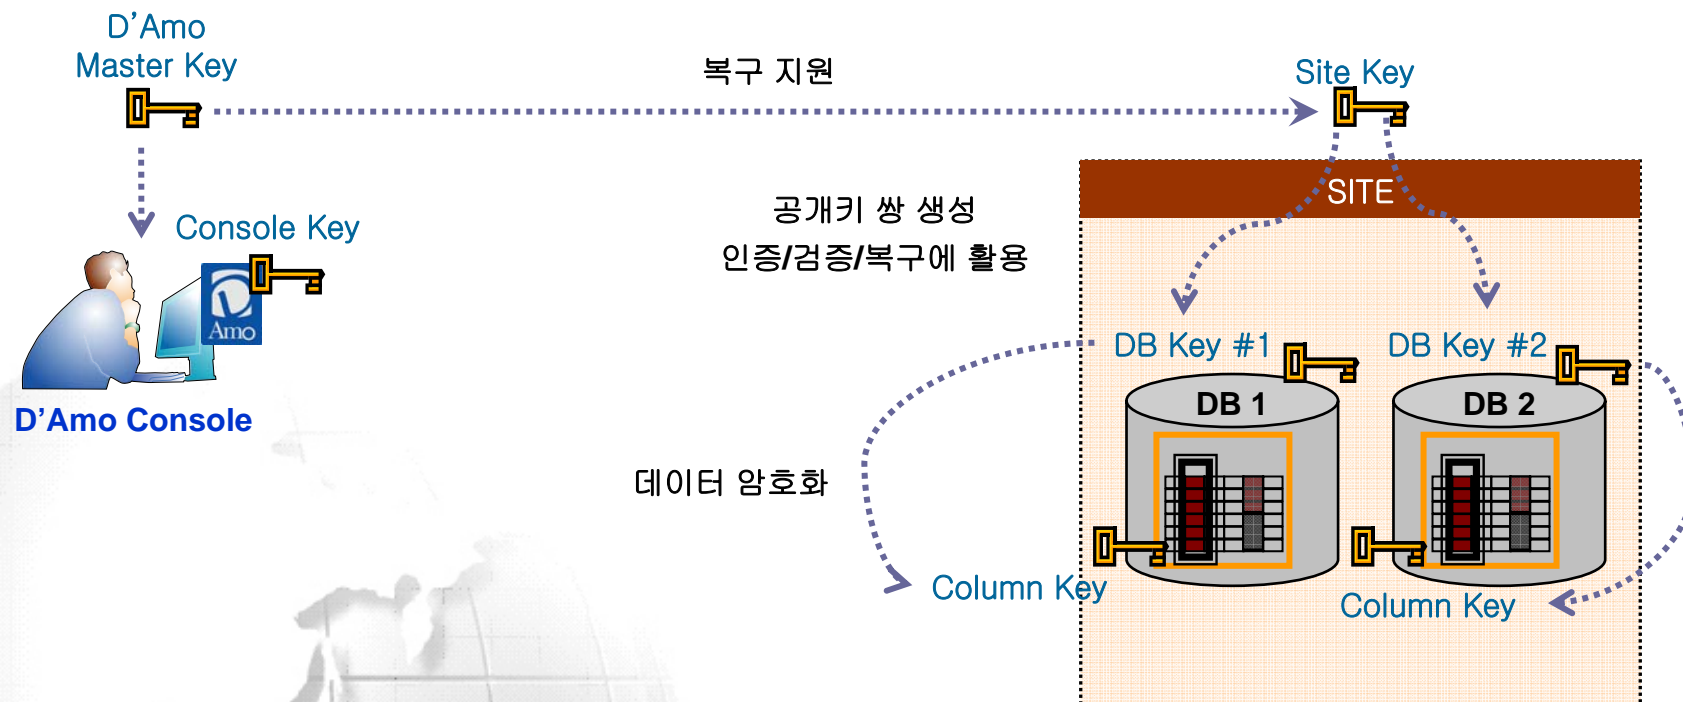 D'Amo
Master Key
복구 지원
Site Key
SITE
공개키 쌍 생성
인증/검증/복구에 활용
Console Key
Amo
D'Amo Console
DB Key #1
DB Key #2
DB 1
DB 2
데이터 암호화
Column Key
Column Key